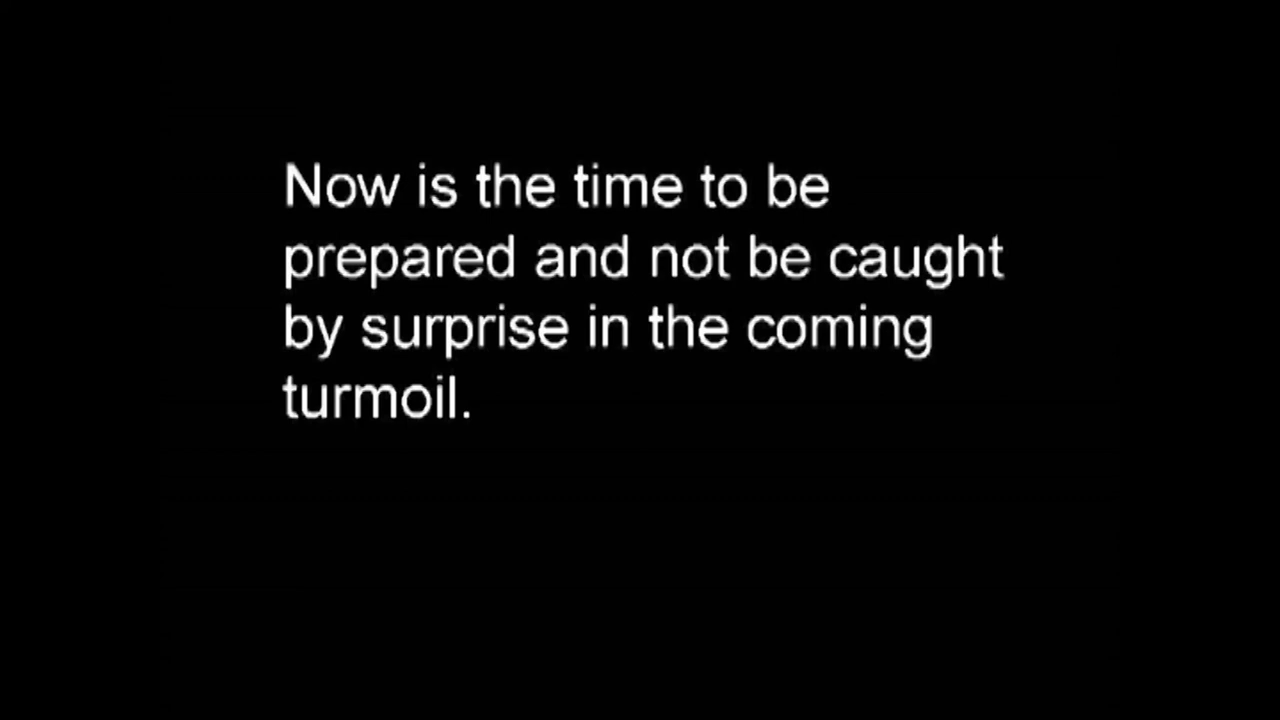 Now is the time to be
prepared and not be caught
by surprise in the coming
turmoil.